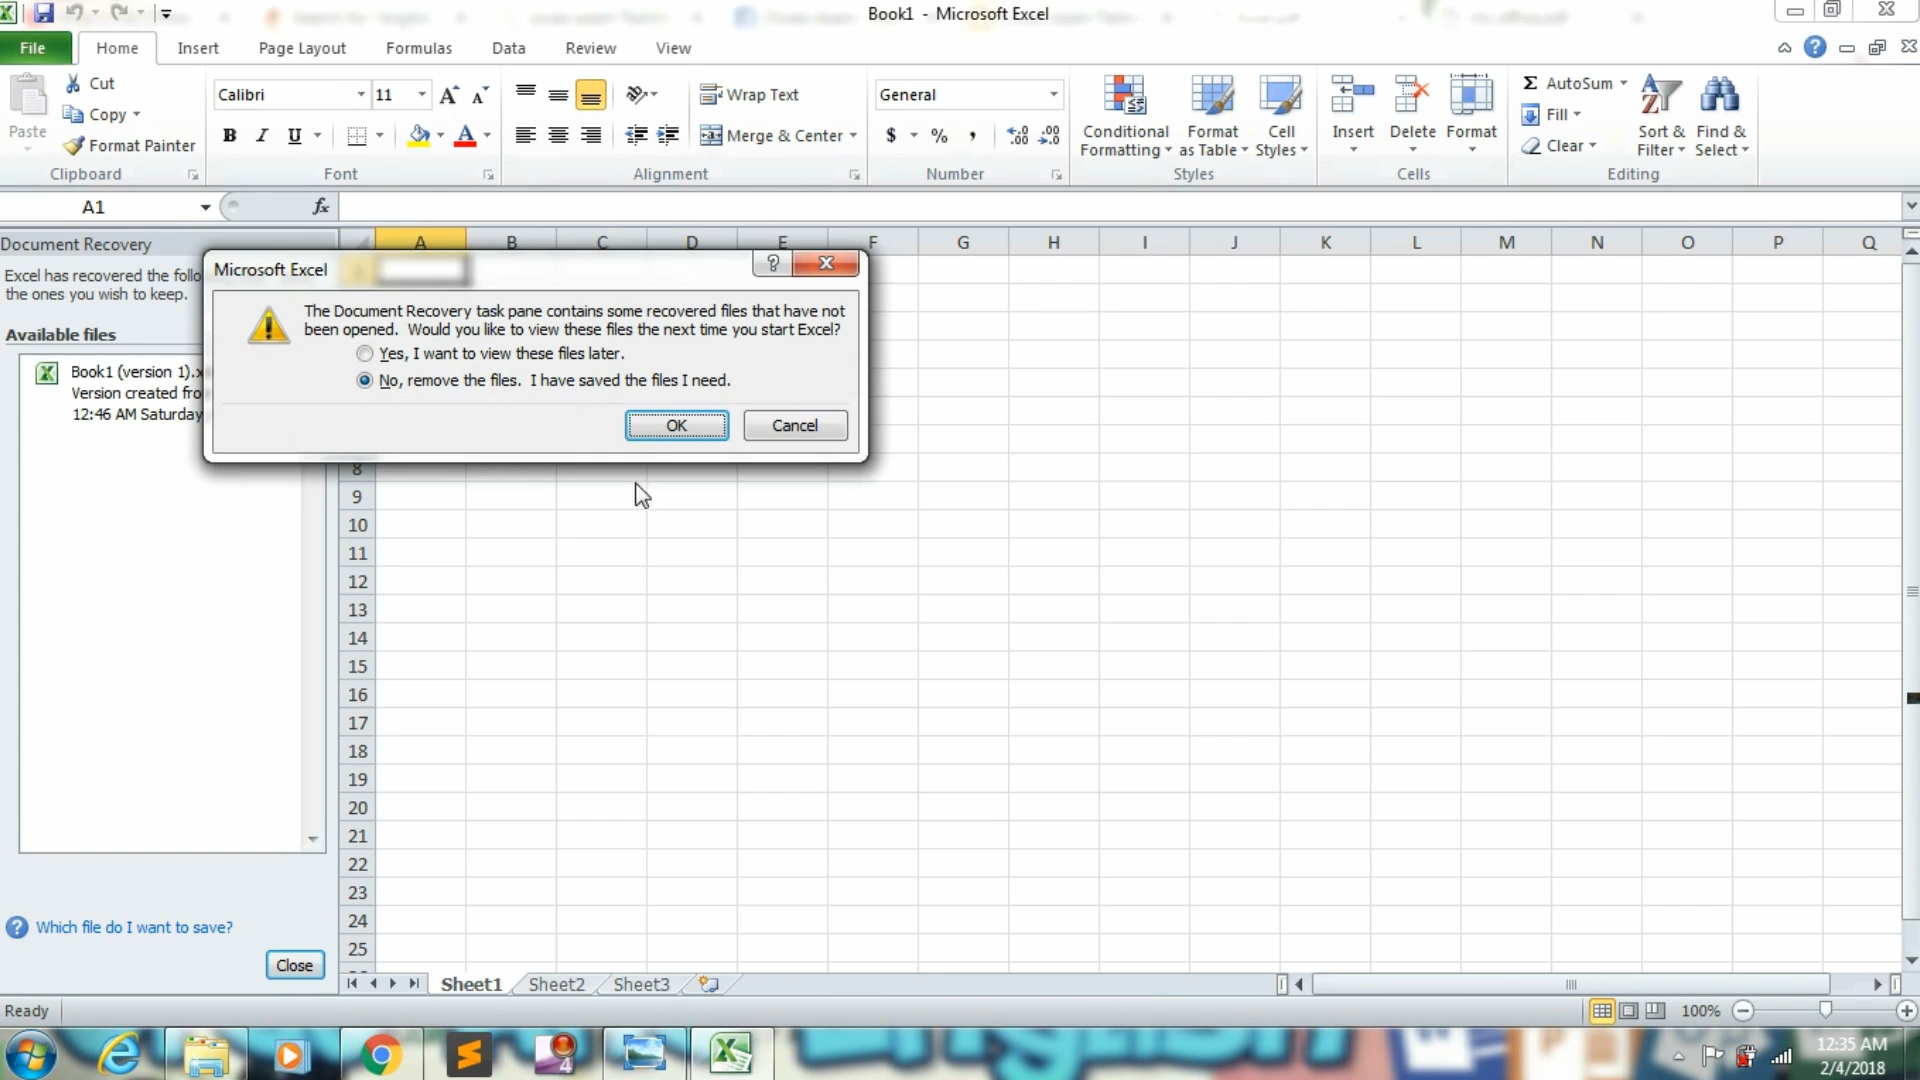 Book1 - Microsoft Excel
File Home Insert Page Layout Formulas Data Review View
Paste
Cut
Copy
Format Painter
Clipboard
Calibri 11
B I U
Font
Wrap Text
Merge & Center
Alignment
General
$ % ,
Number
Conditional Formatting
Format as Table
Cell Styles
Styles
Insert Delete Format
Cells
Σ AutoSum
Fill
Clear
Sort & Filter
Find & Select
Editing
A1 fx
Document Recovery
Excel has recovered the
the ones you wish to keep.
Available files
Book1 (version 1).x
Version created fro
12:46 AM Saturday
Which file do I want to save?
Close
A B C D E F G H I J K L M N O P Q
Microsoft Excel
The Document Recovery task pane contains some recovered files that have not
been opened. Would you like to view these files the next time you start Excel?
Yes, I want to view these files later.
No, remove the files. I have saved the files I need.
OK Cancel
8
9
10
11
12
13
14
15
16
17
18
19
20
21
22
23
24
25
Sheet1 Sheet2 Sheet3
Ready 100%
12:35 AM
2/4/2018